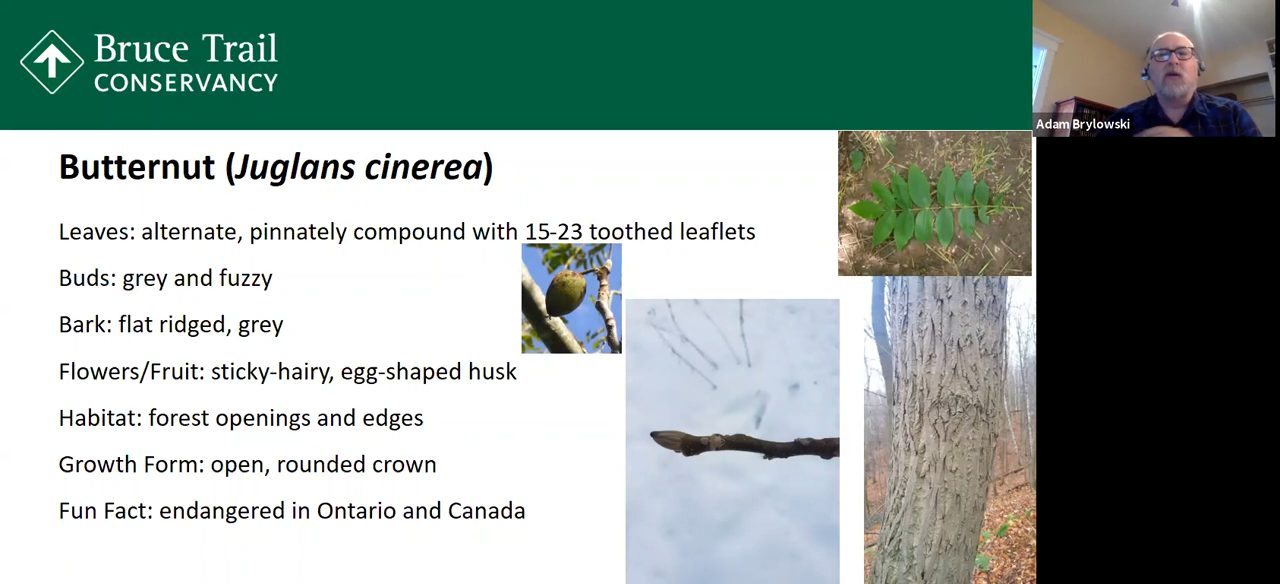 Bruce Trail
CONSERVANCY
Adam Brylowski
Butternut (Juglans cinerea)
Leaves: alternate, pinnately compound with 15-23 toothed leaflets
Buds: grey and fuzzy
Bark: flat ridged, grey
Flowers/Fruit: sticky-hairy, egg-shaped husk
Habitat: forest openings and edges
Growth Form: open, rounded crown
Fun Fact: endangered in Ontario and Canada